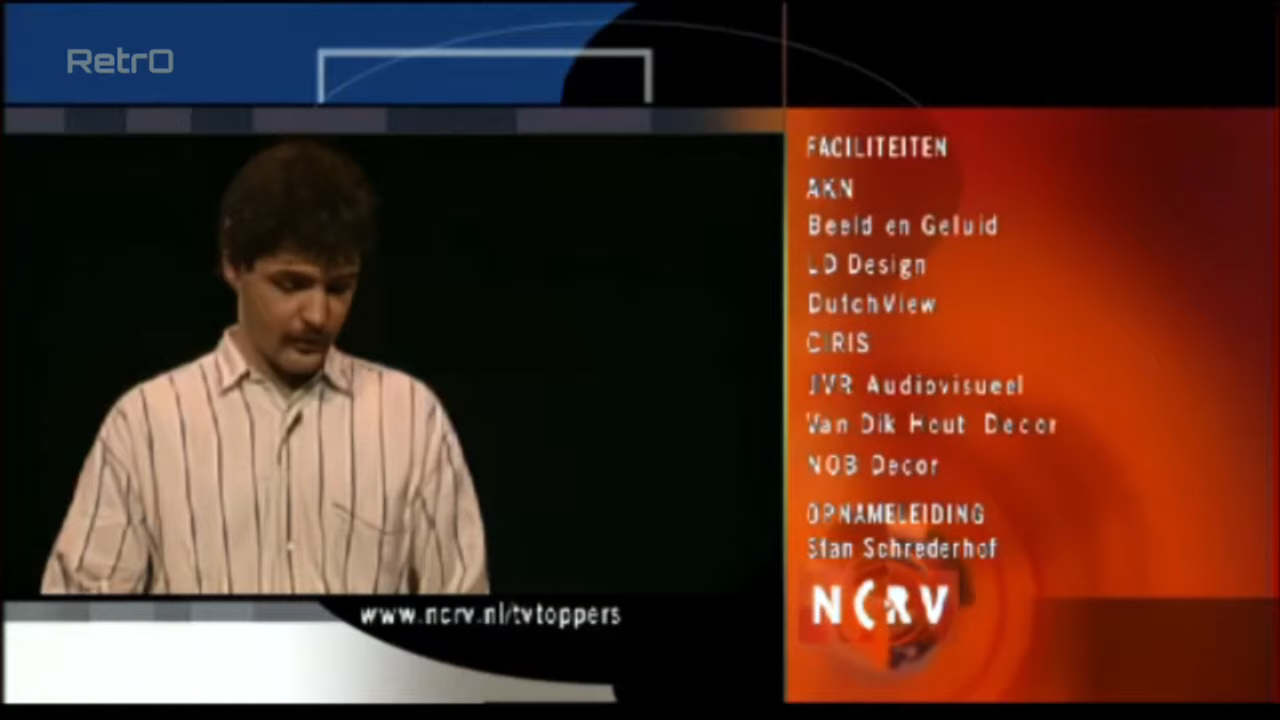 RetrO
FACILITEITEN
AKN
Beeld en Geluid
LD Design
DutchView
CIRIS
JVR Audiovisueel
Van Dik Hout Decor
NOB Decor
OPNAMELEIDING
Stan Schrederhof
NCRV
www.ncrv.nl/tvtoppers